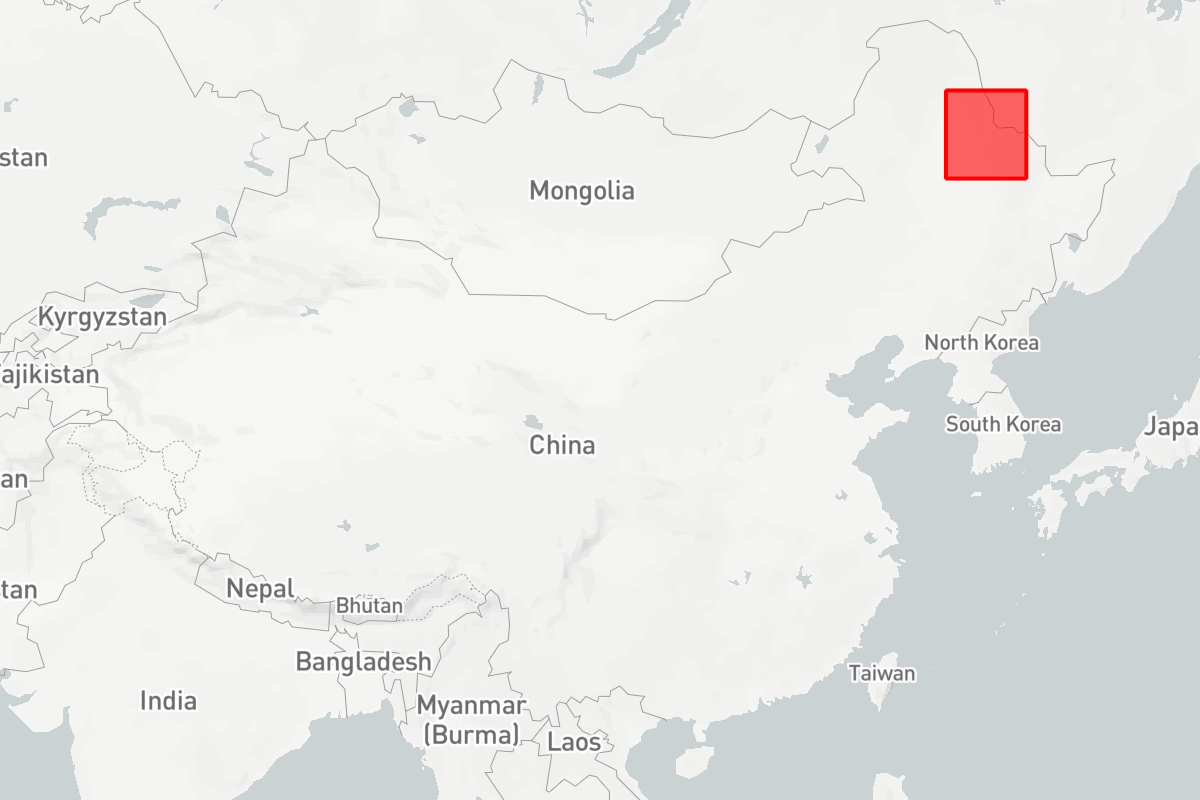 stan
Mongolia
Kyrgyzstan
North Korea
ajikistan
South Korea
Japa
China
an
stan
Nepal
Bhutan
Bangladesh
Taiwan
India
Myanmar
(Burma)
Laos